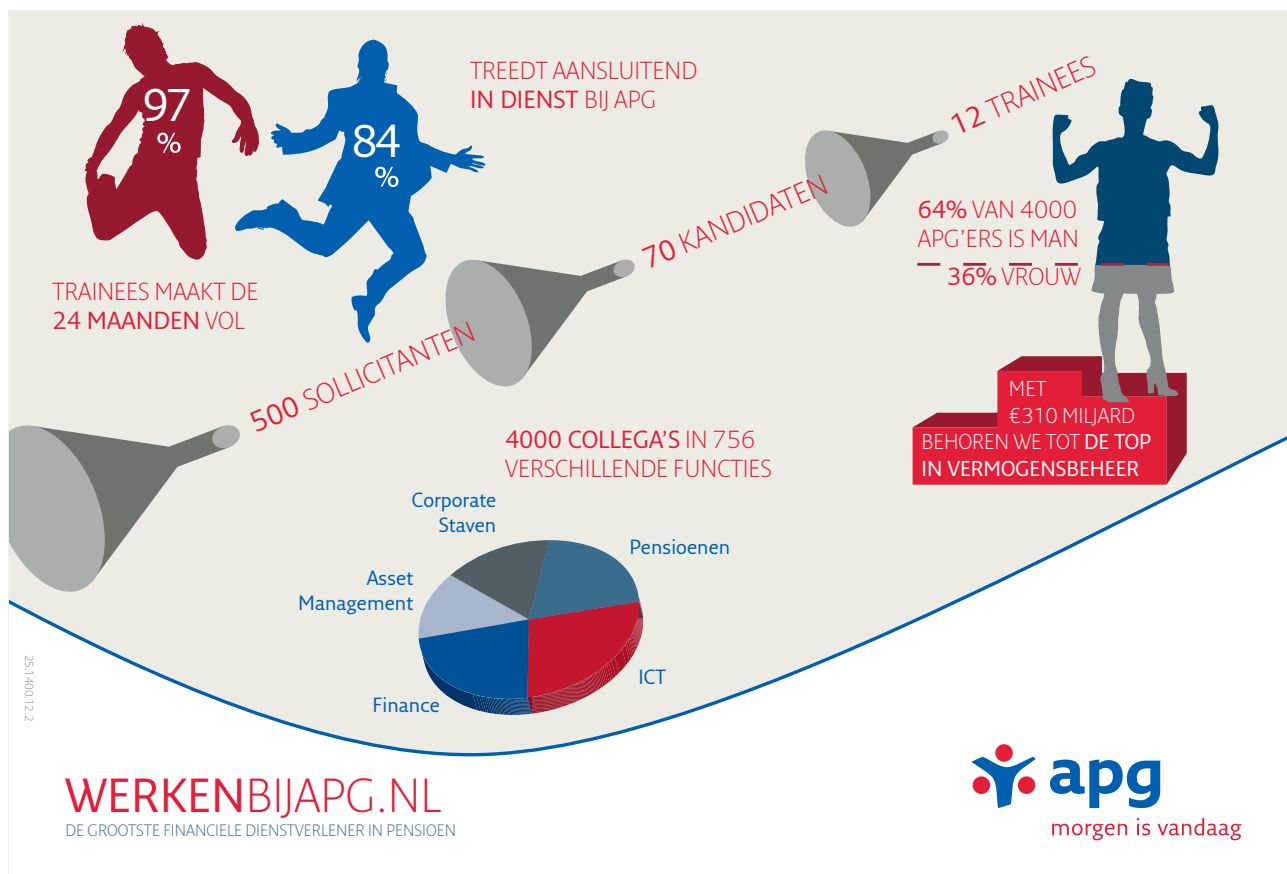 97
%
84
%
TREEDT AANSLUITEND
IN DIENST BIJ APG
TRAINEES MAAKT DE
24 MAANDEN VOL
500 SOLLICITANTEN
70 KANDIDATEN
12 TRAINEES
64% VAN 4000
APG'ERS IS MAN
36% VROUW
MET
€310 MILJARD
BEHOREN WE TOT DE TOP
IN VERMOGENSBEHEER
4000 COLLEGA'S IN 756
VERSCHILLENDE FUNCTIES
Corporate
Staven
Pensioenen
Asset
Management
ICT
Finance
25.1400.12.2
WERKENBIJAPG.NL
DE GROOTSTE FINANCIELE DIENSTVERLENER IN PENSIOEN
apg
morgen is vandaag